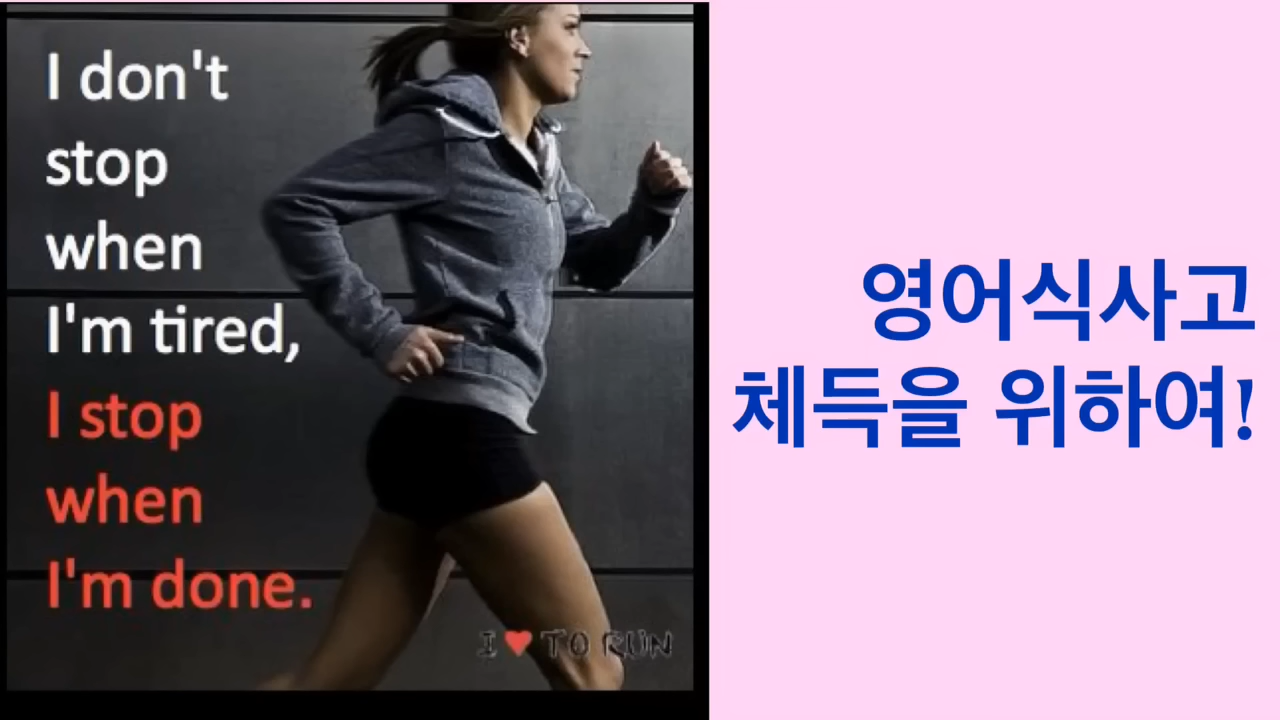 I don't
stop
when
I'm tired,
I stop
when
I'm done.
I ♥ TO RUN
영어식사고
체득을 위하여!